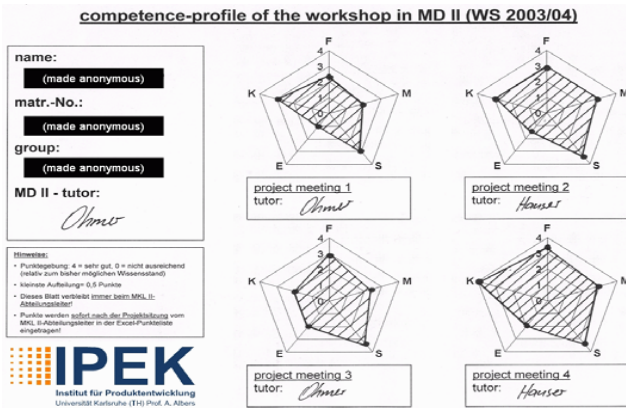 competence-profile of the workshop in MD II (WS 2003/04)
name:
(made anonymous)
matr.-No.:
(made anonymous)
group:
(made anonymous)
MD II - tutor:
Ohmer
Hinweise:
• Punktegebung: 4 = sehr gut, 0 = nicht ausreichend
(relativ zum bisher möglichen Wissensstand)
• kleinste Aufteilung= 0,5 Punkte
• Dieses Blatt verbleibt immer beim MKL II-
Abteilungsleiter!
• Punkte werden sofort nach der Projektsitzung vom
MKL II-Abteilungsleiter in der Excel-Punkteliste
eingetragen!
IPEK
Institut für Produktentwicklung
Universität Karlsruhe (TH) Prof. A. Albers
F
4
3
2
1
0
K
M
E
S
project meeting 1
tutor: Ohmer
F
4
3
2
1
0
K
M
E
S
project meeting 2
tutor: Hauser
F
4
3
2
1
0
K
M
E
S
project meeting 3
tutor: Ohmer
F
4
3
2
1
0
K
M
E
S
project meeting 4
tutor: Hauser